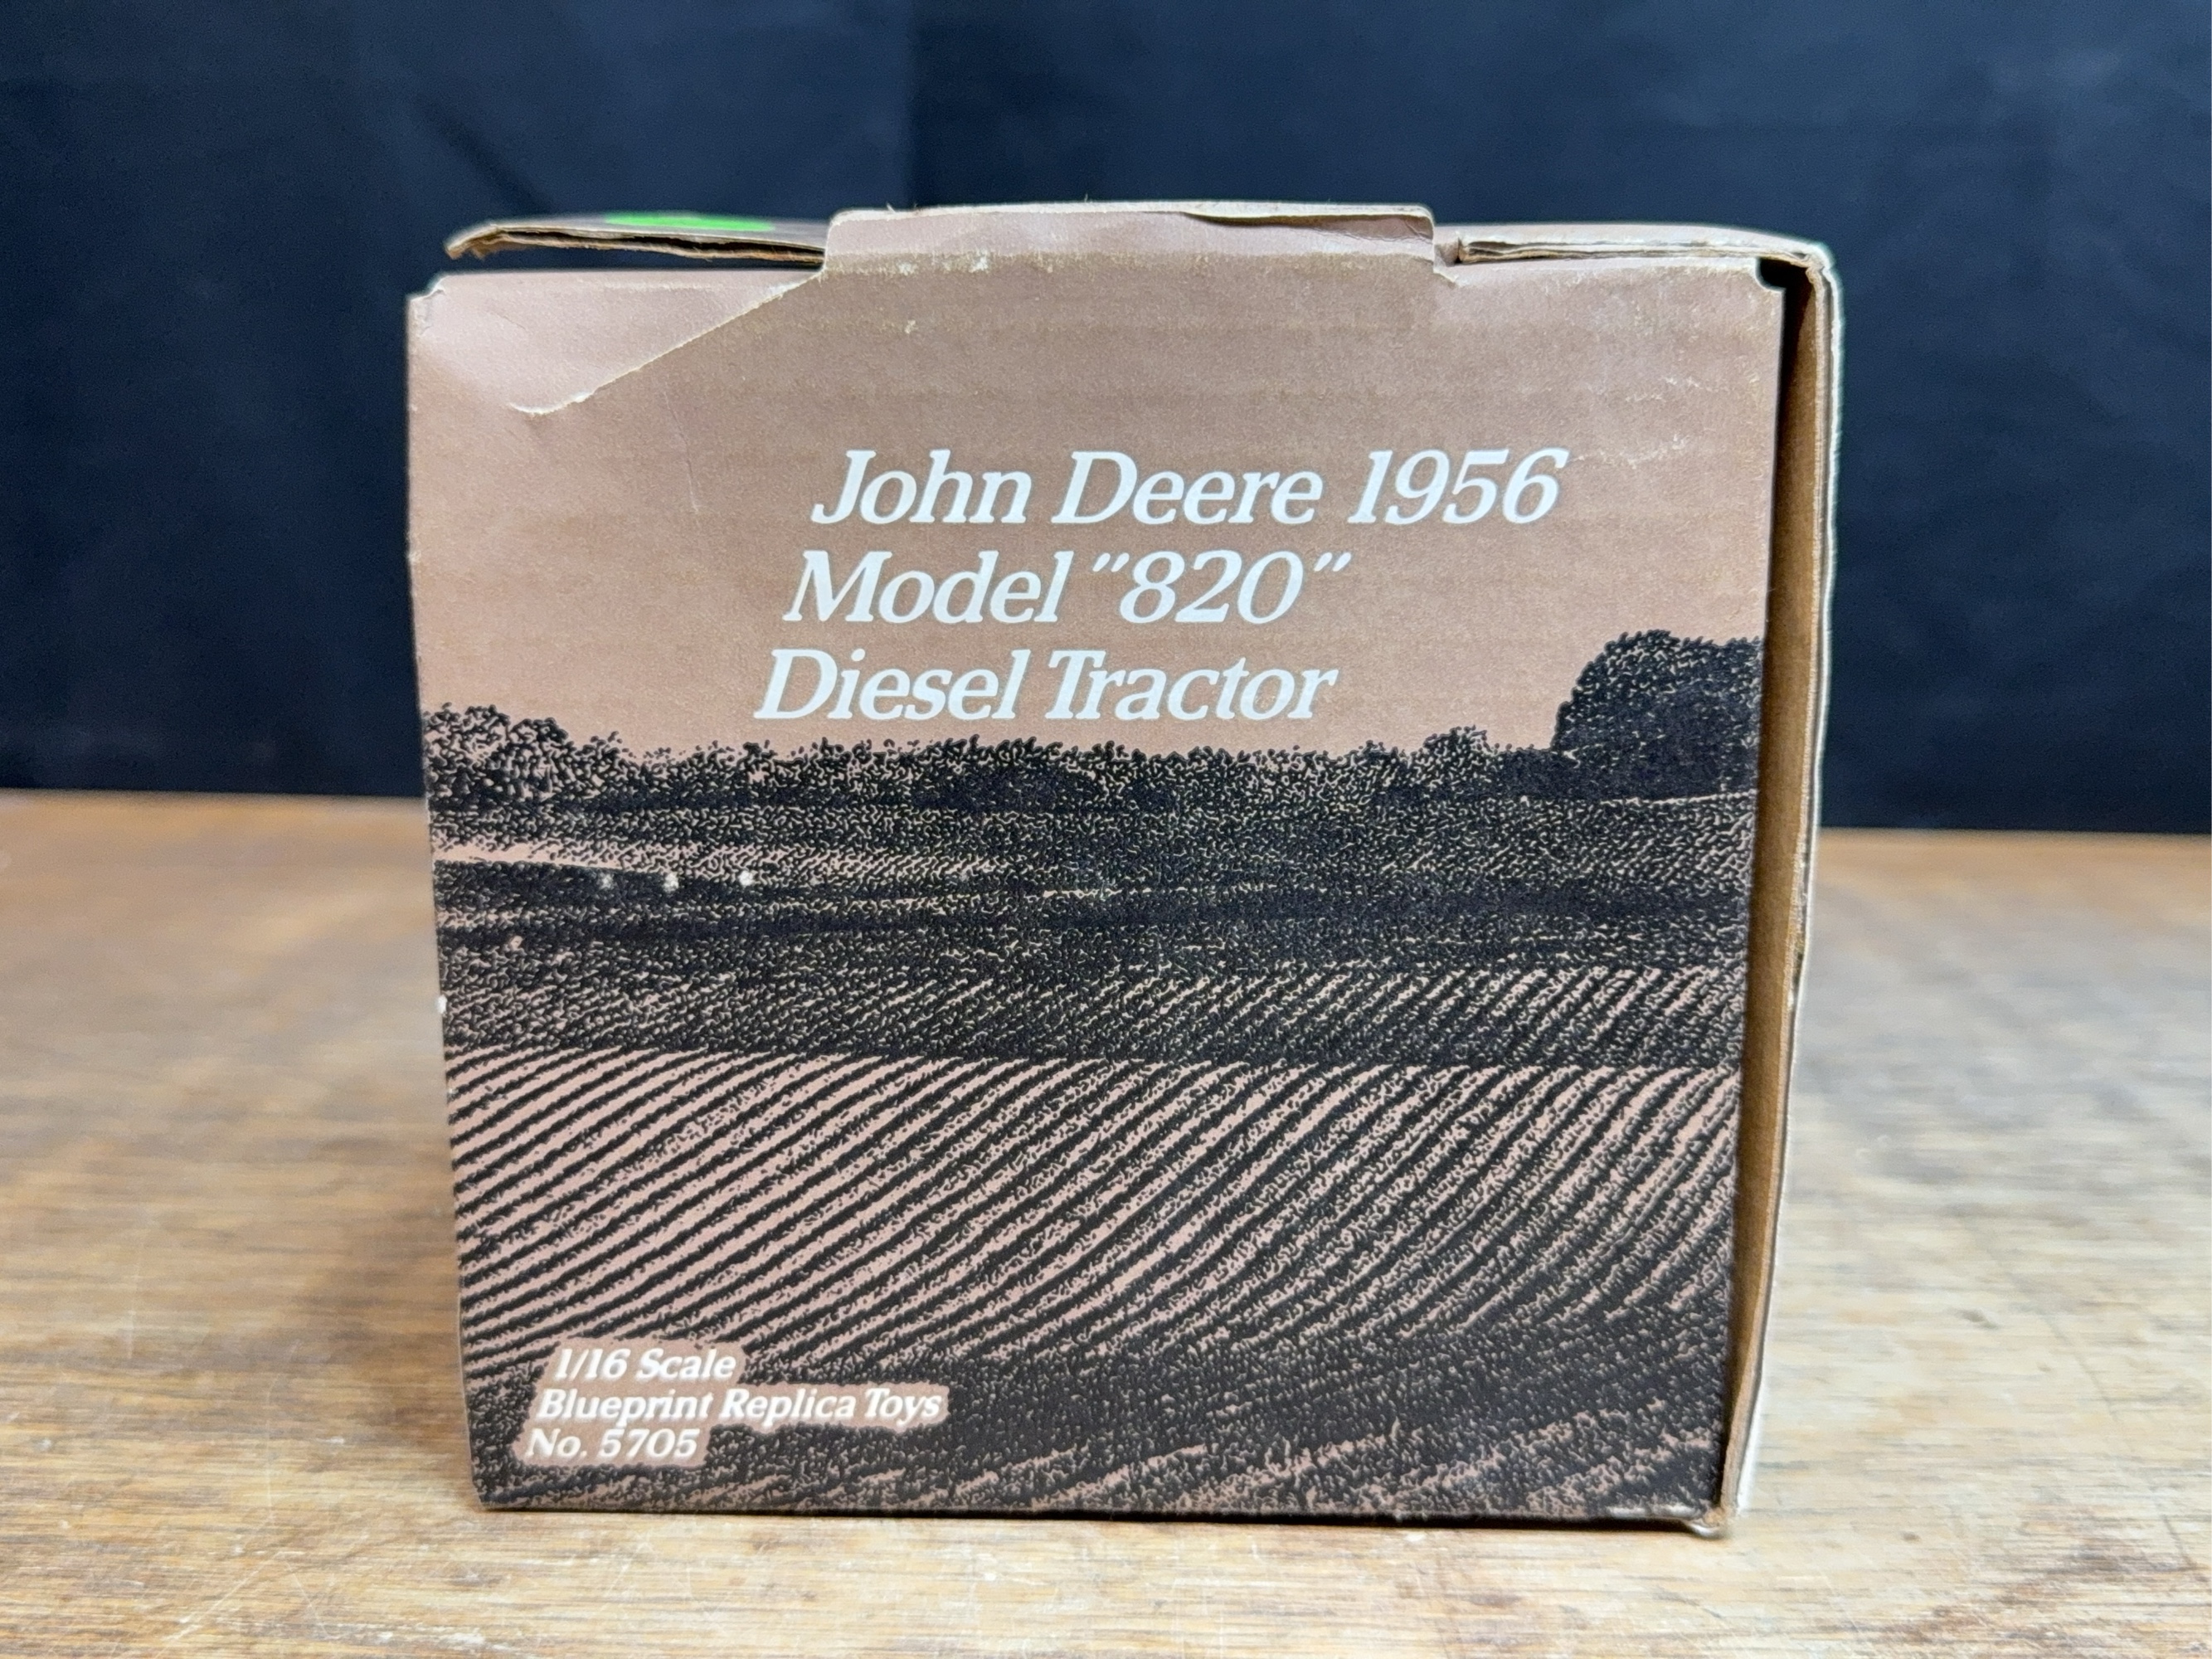 John Deere 1956
Model "820"
Diesel Tractor
1/16 Scale
Blueprint Replica Toys
No. 5705